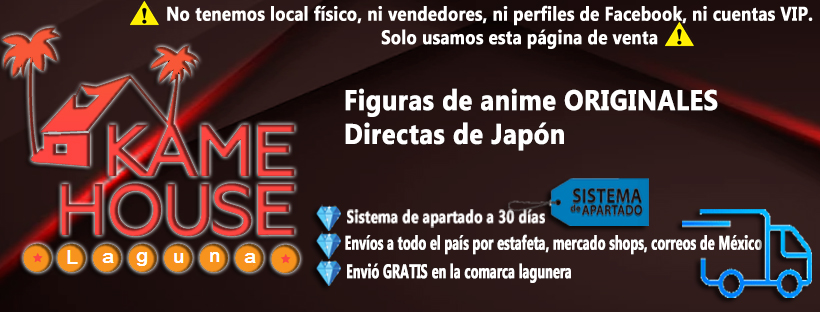 ⚠ No tenemos local físico, ni vendedores, ni perfiles de Facebook, ni cuentas VIP.
Solo usamos esta página de venta ⚠
KAME
HOUSE
Laguna
Figuras de anime ORIGINALES
Directas de Japón
SISTEMA
de APARTADO
Sistema de apartado a 30 días
Envíos a todo el país por estafeta, mercado shops, correos de México
Envió GRATIS en la comarca lagunera